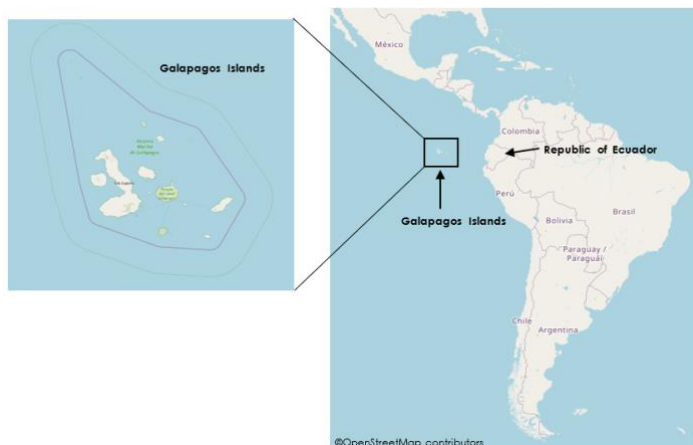 Galapagos Islands
México
Colombia
Republic of Ecuador
Perú
Galapagos Islands
Brasil
Bolivia
Paraguay /
Paraguái
Chile
Argentina
©OpenStreetMap contributors